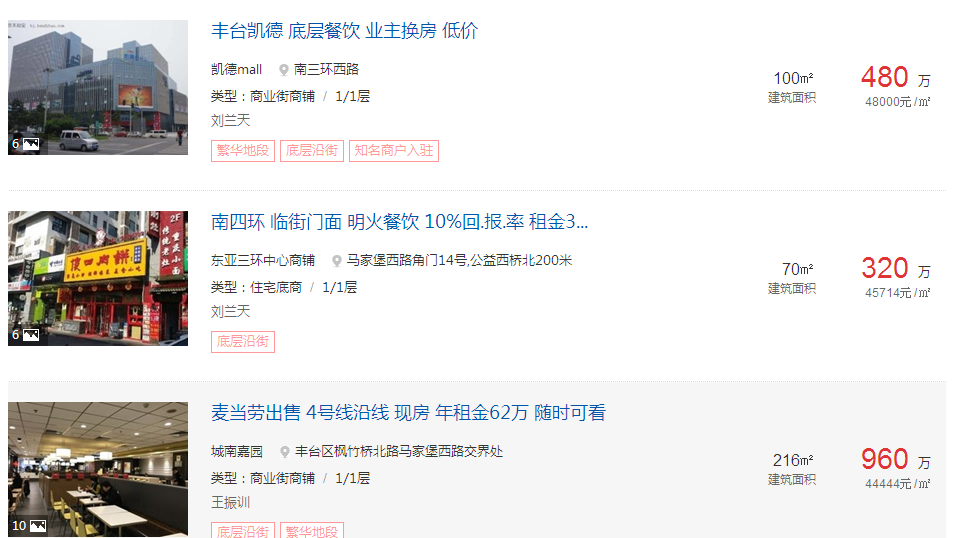 丰台凯德 底层餐饮 业主换房 低价
凯德mall 南三环西路
类型：商业街商铺 / 1/1层
刘兰天
繁华地段 底层沿街 知名商户入驻
100m²
建筑面积
480 万
48000元/㎡
6
南四环 临街门面 明火餐饮 10%回.报.率 租金3...
东亚三环中心商铺 马家堡西路角门14号,公益西桥北200米
类型：住宅底商 / 1/1层
刘兰天
底层沿街
70m²
建筑面积
320 万
45714元/㎡
2F
重庆小面
6
麦当劳出售 4号线沿线 现房 年租金62万 随时可看
城南嘉园 丰台区枫竹桥北路马家堡西路交界处
类型：商业街商铺 / 1/1层
王振训
底层沿街 繁华地段
216m²
建筑面积
960 万
44444元/㎡
10